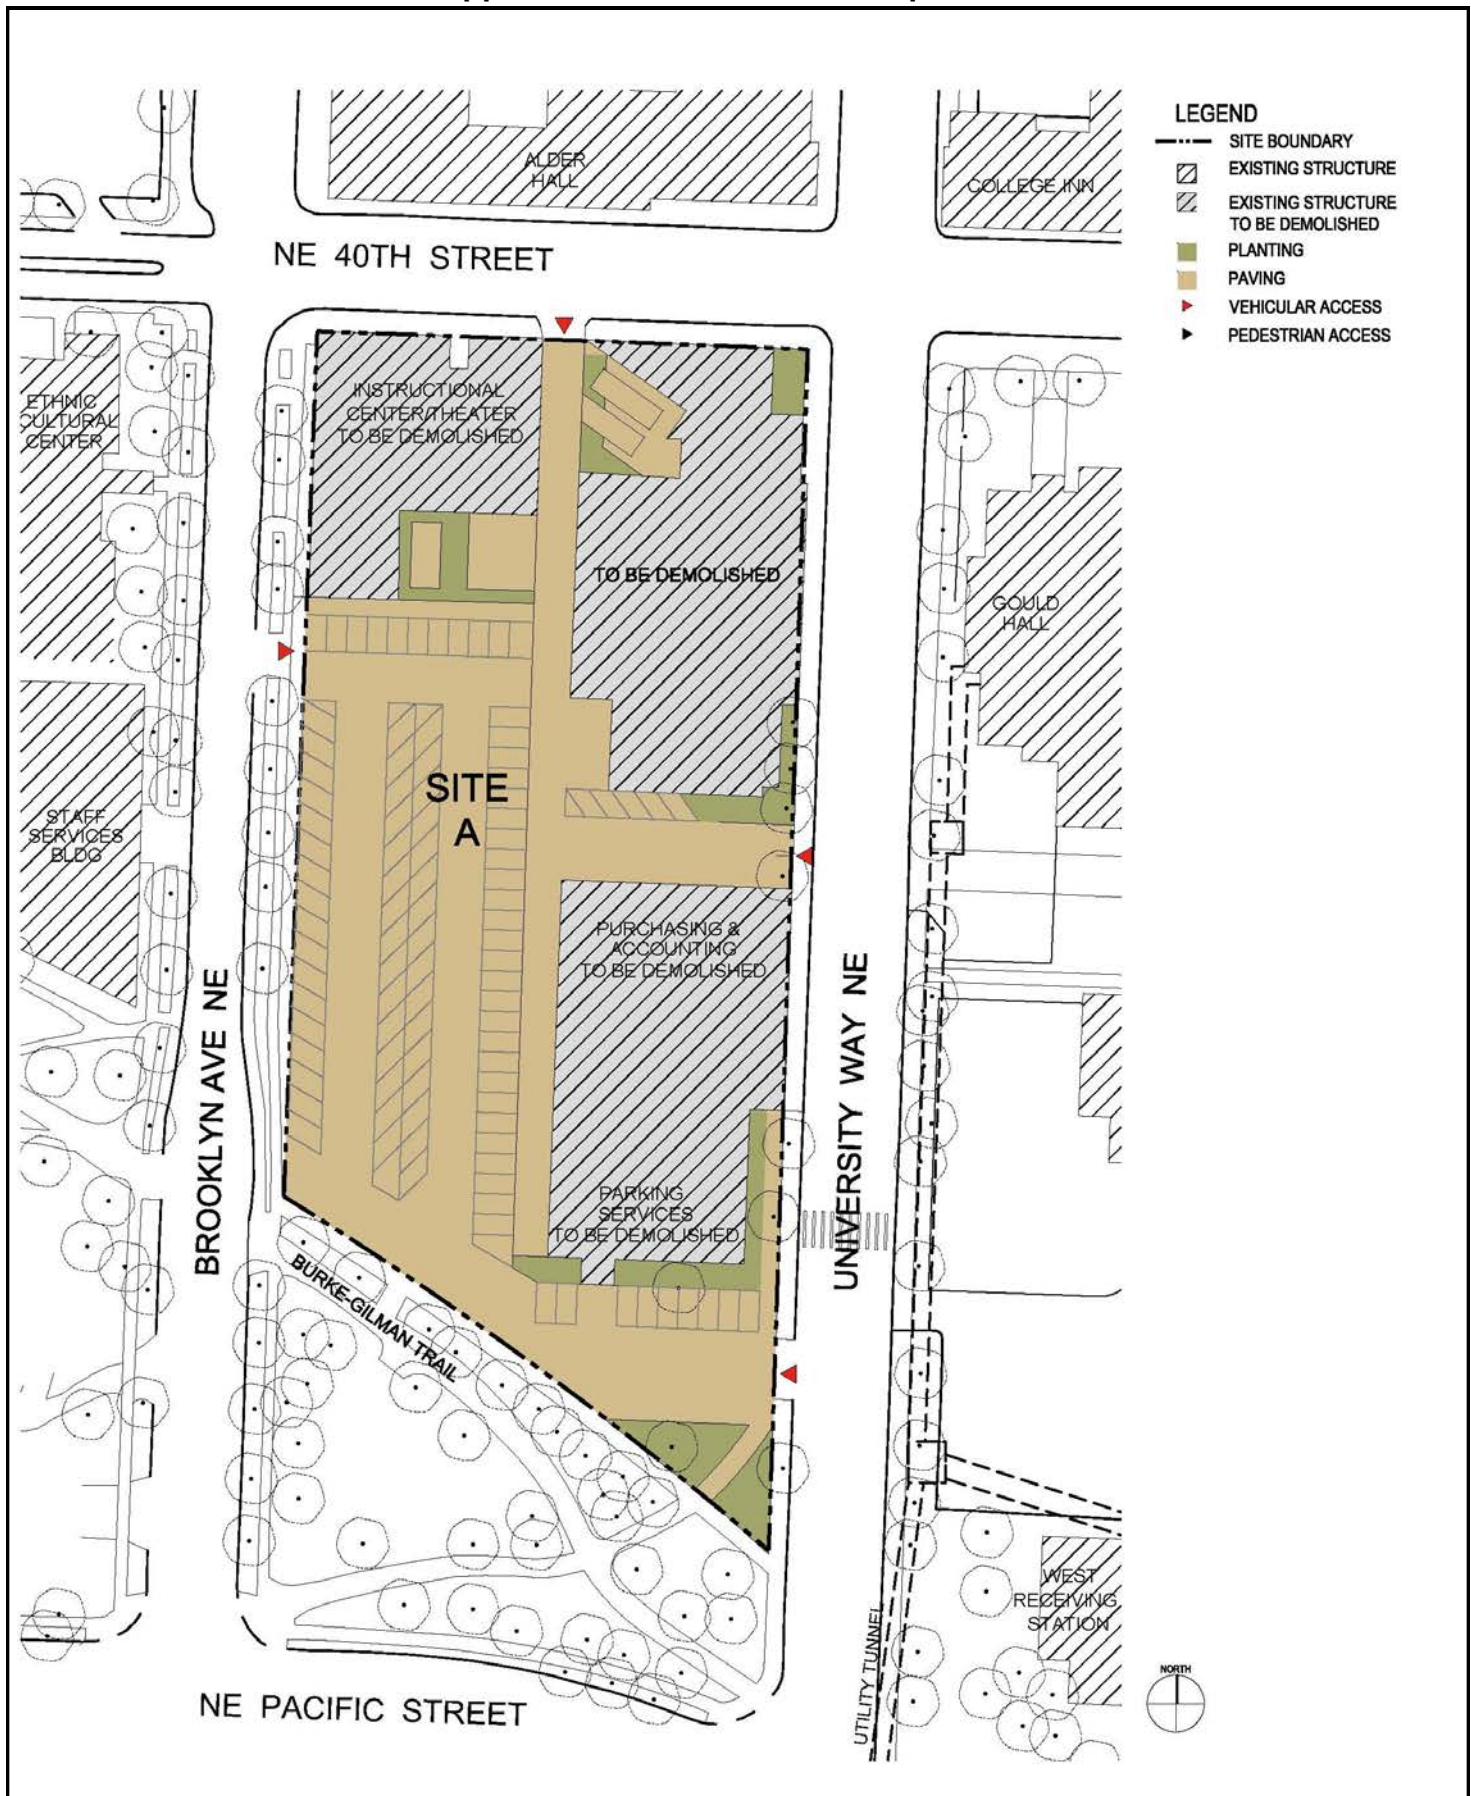 ALDER
HALL
COLLEGE INN
LEGEND
SITE BOUNDARY
EXISTING STRUCTURE
EXISTING STRUCTURE
TO BE DEMOLISHED
PLANTING
PAVING
VEHICULAR ACCESS
PEDESTRIAN ACCESS
NE 40TH STREET
ETHNIC
CULTURAL
CENTER
INSTRUCTIONAL
CENTER/THEATER
TO BE DEMOLISHED
TO BE DEMOLISHED
GOULD
HALL
SITE
A
STAFF
SERVICES
BLDG
PURCHASING &
ACCOUNTING
TO BE DEMOLISHED
BROOKLYN AVE NE
UNIVERSITY WAY NE
PARKING
SERVICES
TO BE DEMOLISHED
BURKE-GILMAN TRAIL
WEST
RECEIVING
STATION
UTILITY TUNNEL
NORTH
NE PACIFIC STREET